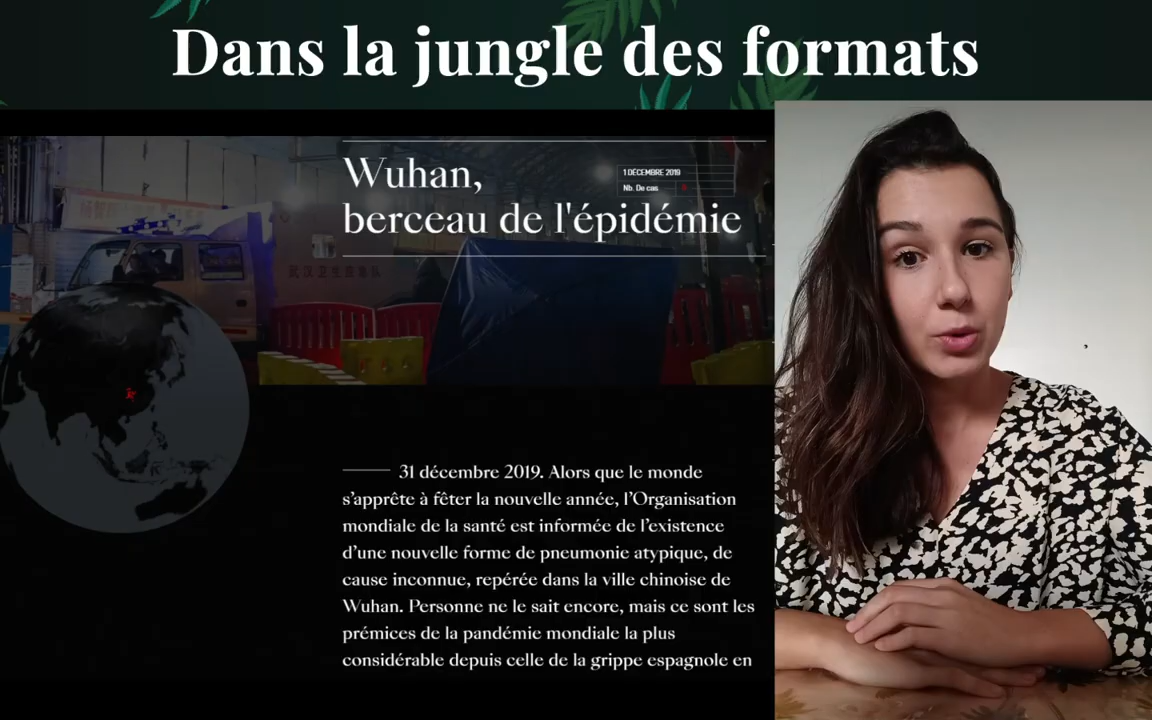 Dans la jungle des formats
Wuhan,
berceau de l'épidémie
1 DÉCEMBRE 2019
Nb. De cas
31 décembre 2019. Alors que le monde
s’apprête à fêter la nouvelle année, l’Organisation
mondiale de la santé est informée de l’existence
d’une nouvelle forme de pneumonie atypique, de
cause inconnue, repérée dans la ville chinoise de
Wuhan. Personne ne le sait encore, mais ce sont les
prémices de la pandémie mondiale la plus
considérable depuis celle de la grippe espagnole en